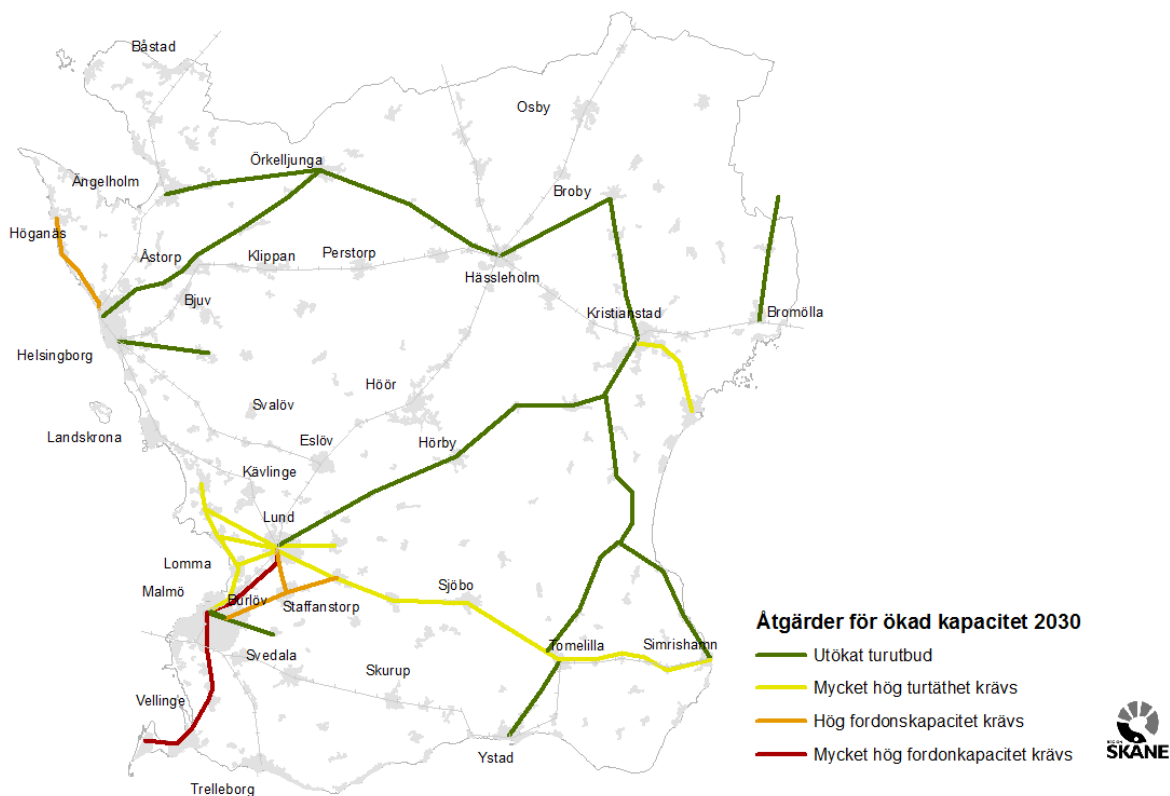 Båstad
Osby
Örkelljunga
Ängelholm
Broby
Höganäs
Åstorp
Klippan
Perstorp
Hässleholm
Bjuv
Kristianstad
Bromölla
Helsingborg
Höör
Svalöv
Landskrona
Eslöv
Hörby
Kävlinge
Lund
Lomma
Malmö
Burlöv
Staffanstorp
Sjöbo
Tomelilla
Simrishamn
Svedala
Skurup
Vellinge
Ystad
Trelleborg
Åtgärder för ökad kapacitet 2030
Utökat turutbud
Mycket hög turtäthet krävs
Hög fordonskapacitet krävs
Mycket hög fordonkapacitet krävs
REGION
SKÅNE